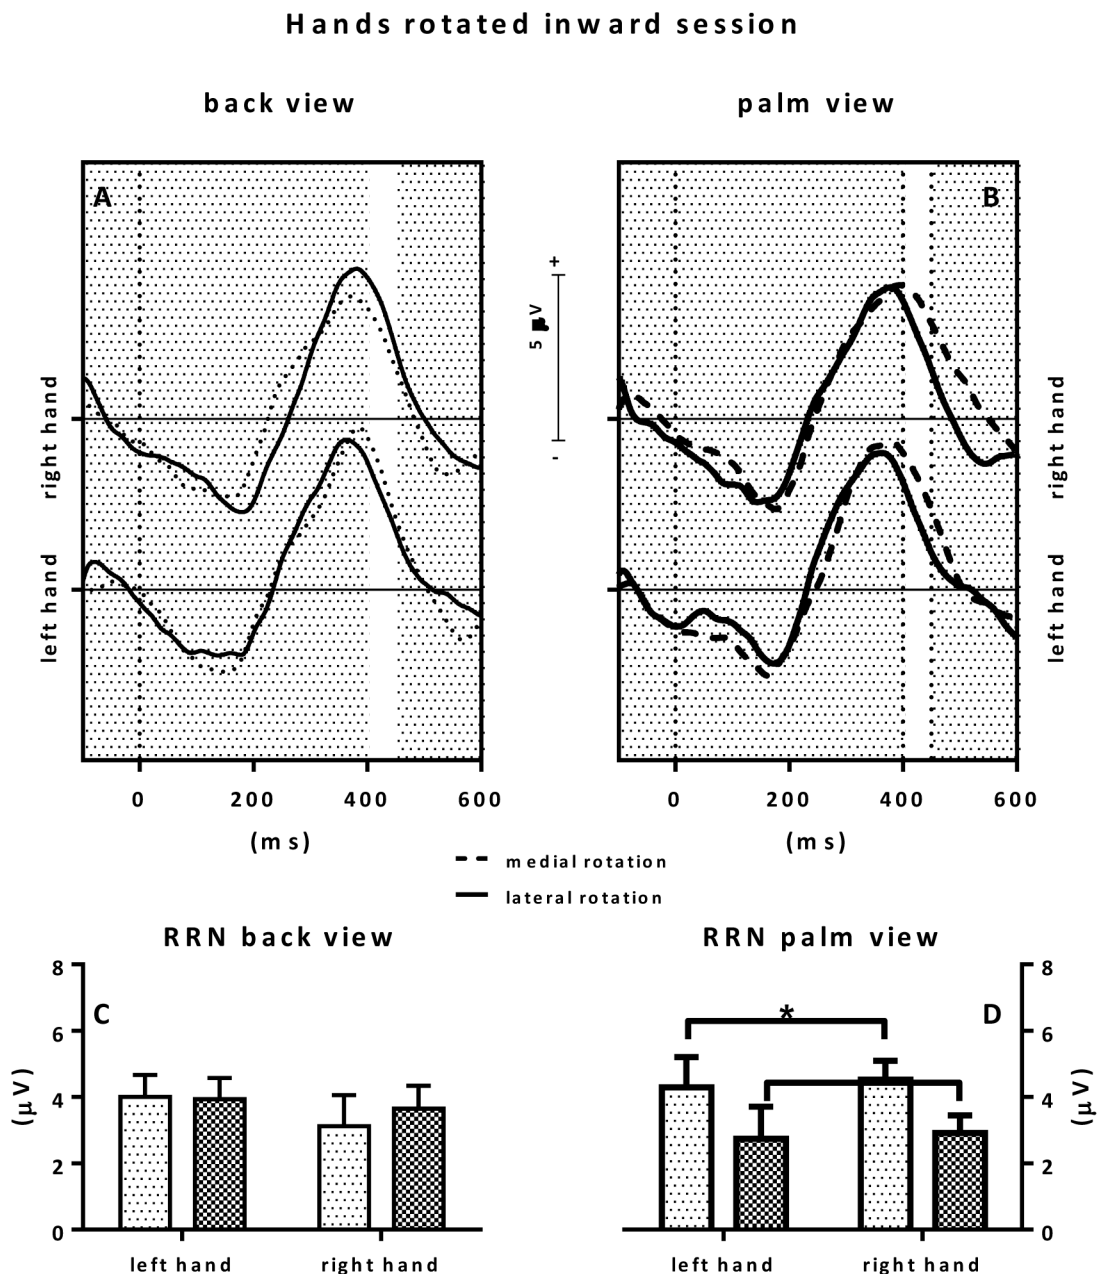 Hands rotated inward session
back view
palm view
A
B
+
5 μV
-
right hand
left hand
right hand
left hand
0 200 400 600
0 200 400 600
(ms)
(ms)
medial rotation
lateral rotation
RRN back view
RRN palm view
C
D
*
8
6
4
2
0
(μV)
8
6
4
2
0
(μV)
left hand right hand
left hand right hand